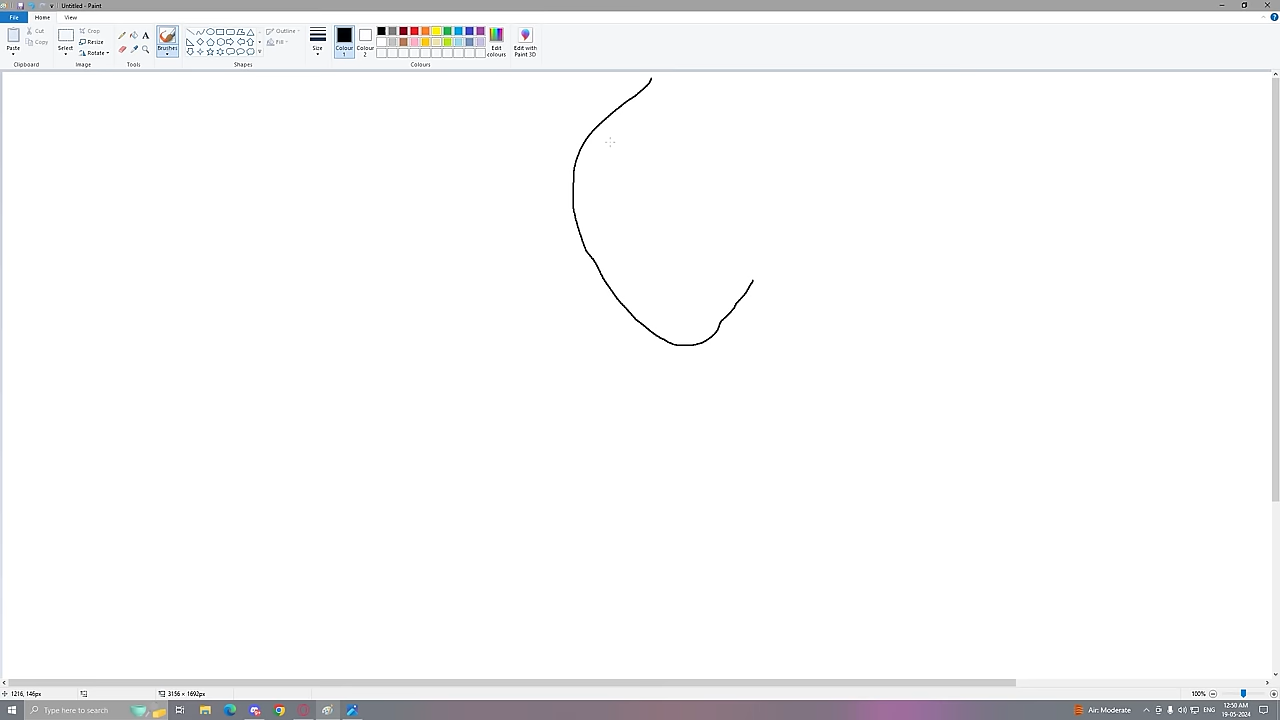 Untitled - Paint
File Home View
Paste
Cut
Copy
Clipboard
Select
Crop
Resize
Rotate
Image
Tools
Brushes
Shapes
Outline
Fill
Size
Colour 1
Colour 2
Colours
Edit colours
Edit with Paint 3D
1216, 146px
3156 × 1692px
100%
Type here to search
Air: Moderate
ENG
12:50 AM
19-05-2024